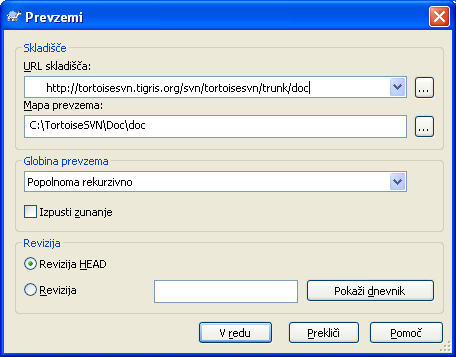 Prevzemi
Skladišče
URL skladišča:
http://tortoisesvn.tigris.org/svn/tortoisesvn/trunk/doc
...
Mapa prevzema:
C:\TortoiseSVN\Doc\doc
...
Globina prevzema
Popolnoma rekurzivno
Izpusti zunanje
Revizija
Revizija HEAD
Revizija
Pokaži dnevnik
V redu Prekliči Pomoč